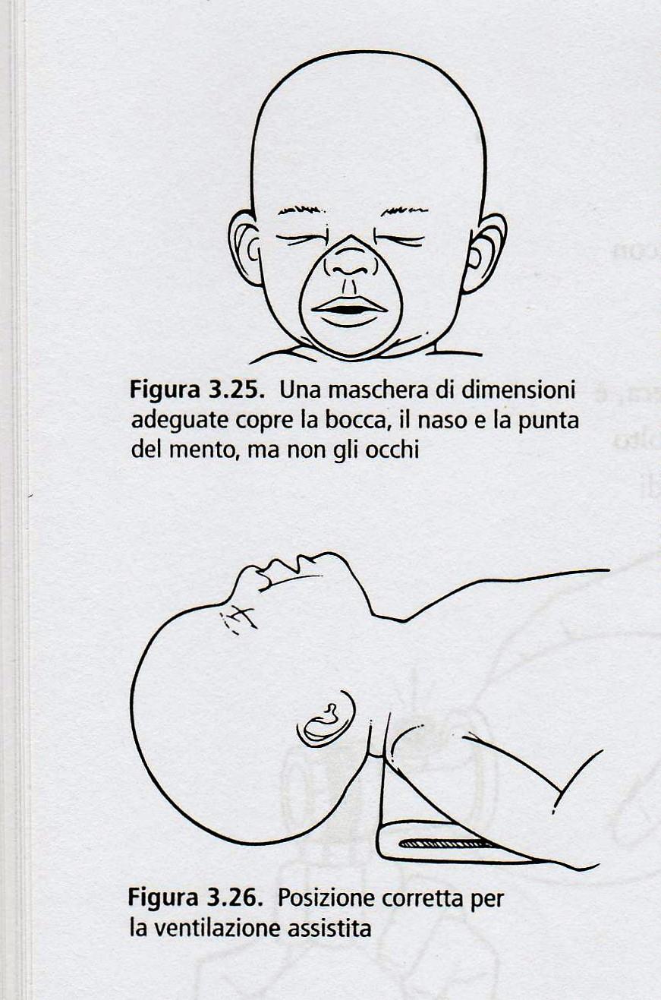 Figura 3.25. Una maschera di dimensioni
adeguate copre la bocca, il naso e la punta
del mento, ma non gli occhi
Figura 3.26. Posizione corretta per
la ventilazione assistita